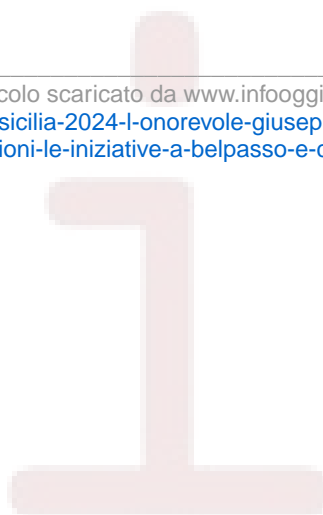 colo scaricato da www.infooggi
sicilia-2024-l-onorevole-giusep
ioni-le-iniziative-a-belpasso-e-